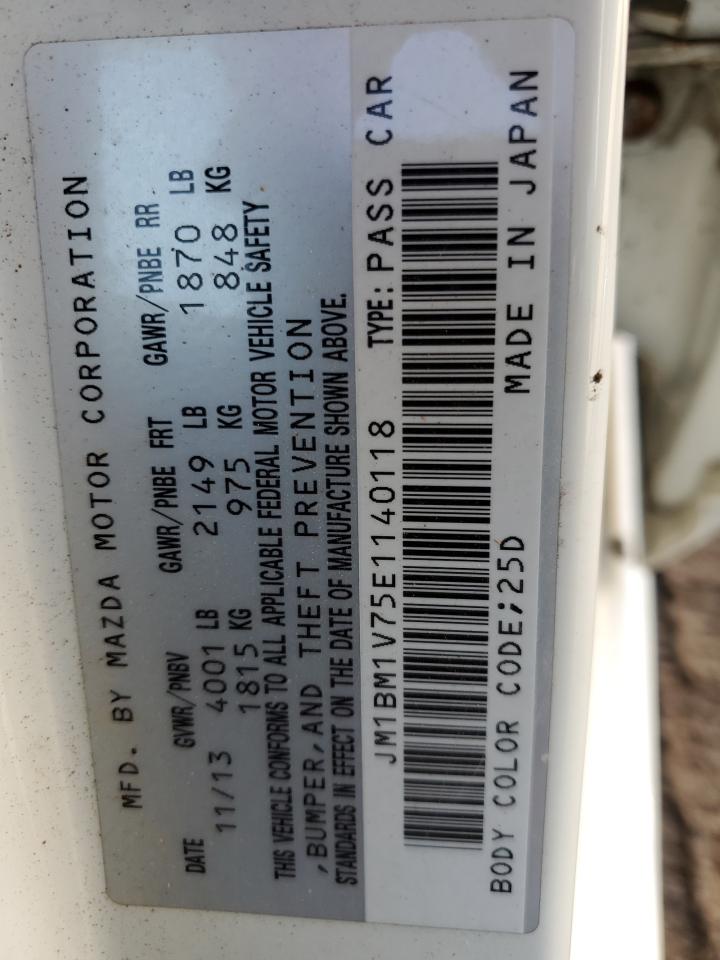 MFD. BY MAZDA MOTOR CORPORATION
DATE GVWR/PNBV GAWR/PNBE FRT GAWR/PNBE RR
11/13 4001 LB 2149 LB 1870 LB
1815 KG 975 KG 848 KG
THIS VEHICLE CONFORMS TO ALL APPLICABLE FEDERAL MOTOR VEHICLE SAFETY
,BUMPER,AND THEFT PREVENTION
STANDARDS IN EFFECT ON THE DATE OF MANUFACTURE SHOWN ABOVE.
JM1BM1V75E1140118 TYPE:PASS CAR
BODY COLOR CODE;25D MADE IN JAPAN